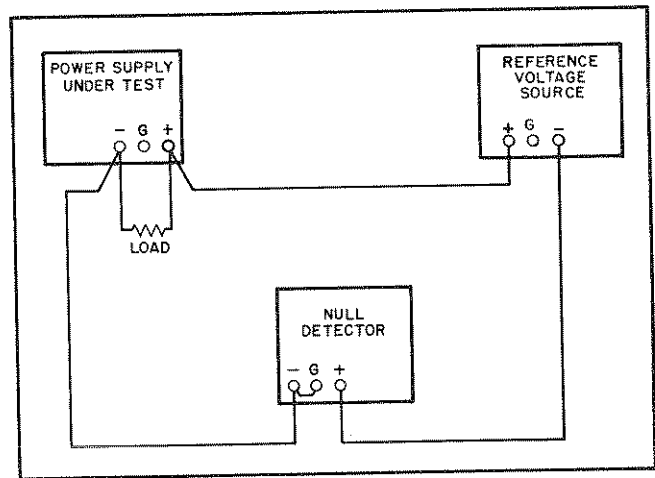 POWER SUPPLY
UNDER TEST
− G +
LOAD
REFERENCE
VOLTAGE
SOURCE
+ G −
NULL
DETECTOR
− G +